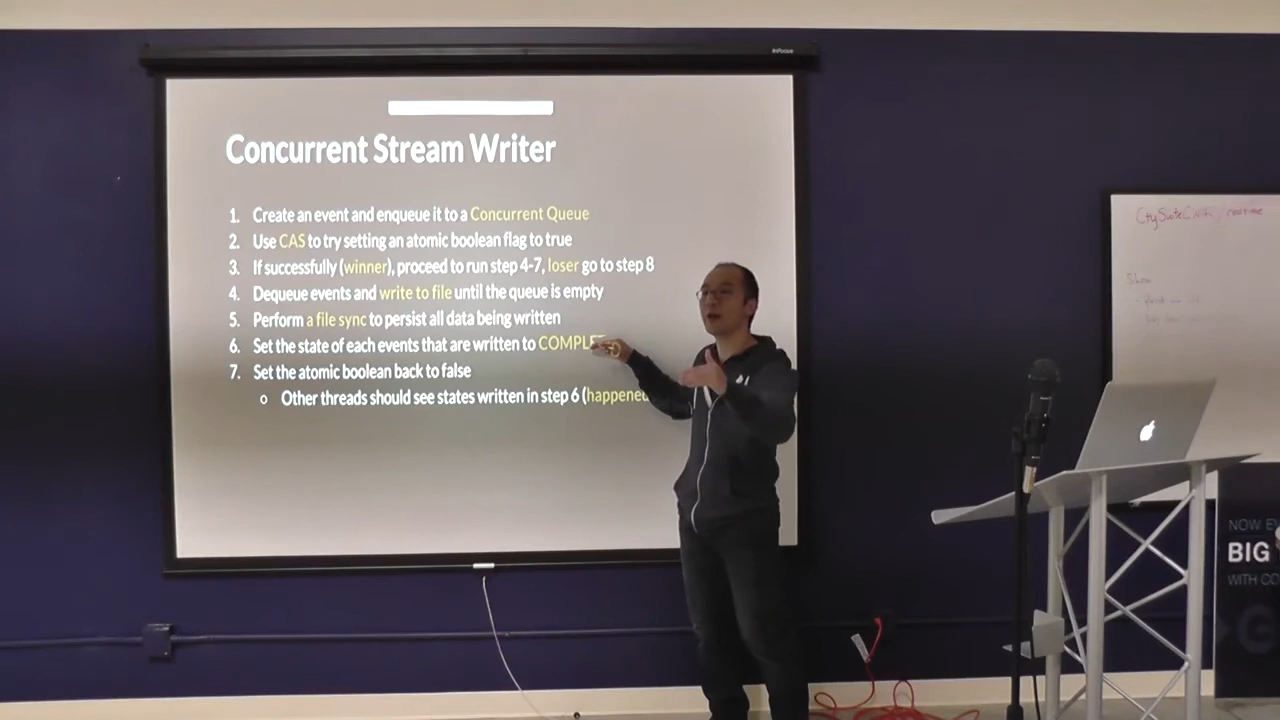 InFocus
Concurrent Stream Writer
1. Create an event and enqueue it to a Concurrent Queue
2. Use CAS to try setting an atomic boolean flag to true
3. If successfully (winner), proceed to run step 4-7, loser go to step 8
4. Dequeue events and write to file until the queue is empty
5. Perform a file sync to persist all data being written
6. Set the state of each events that are written to COMPLETED
7. Set the atomic boolean back to false
o Other threads should see states written in step 6 (happened
NOW
BIG
WITH